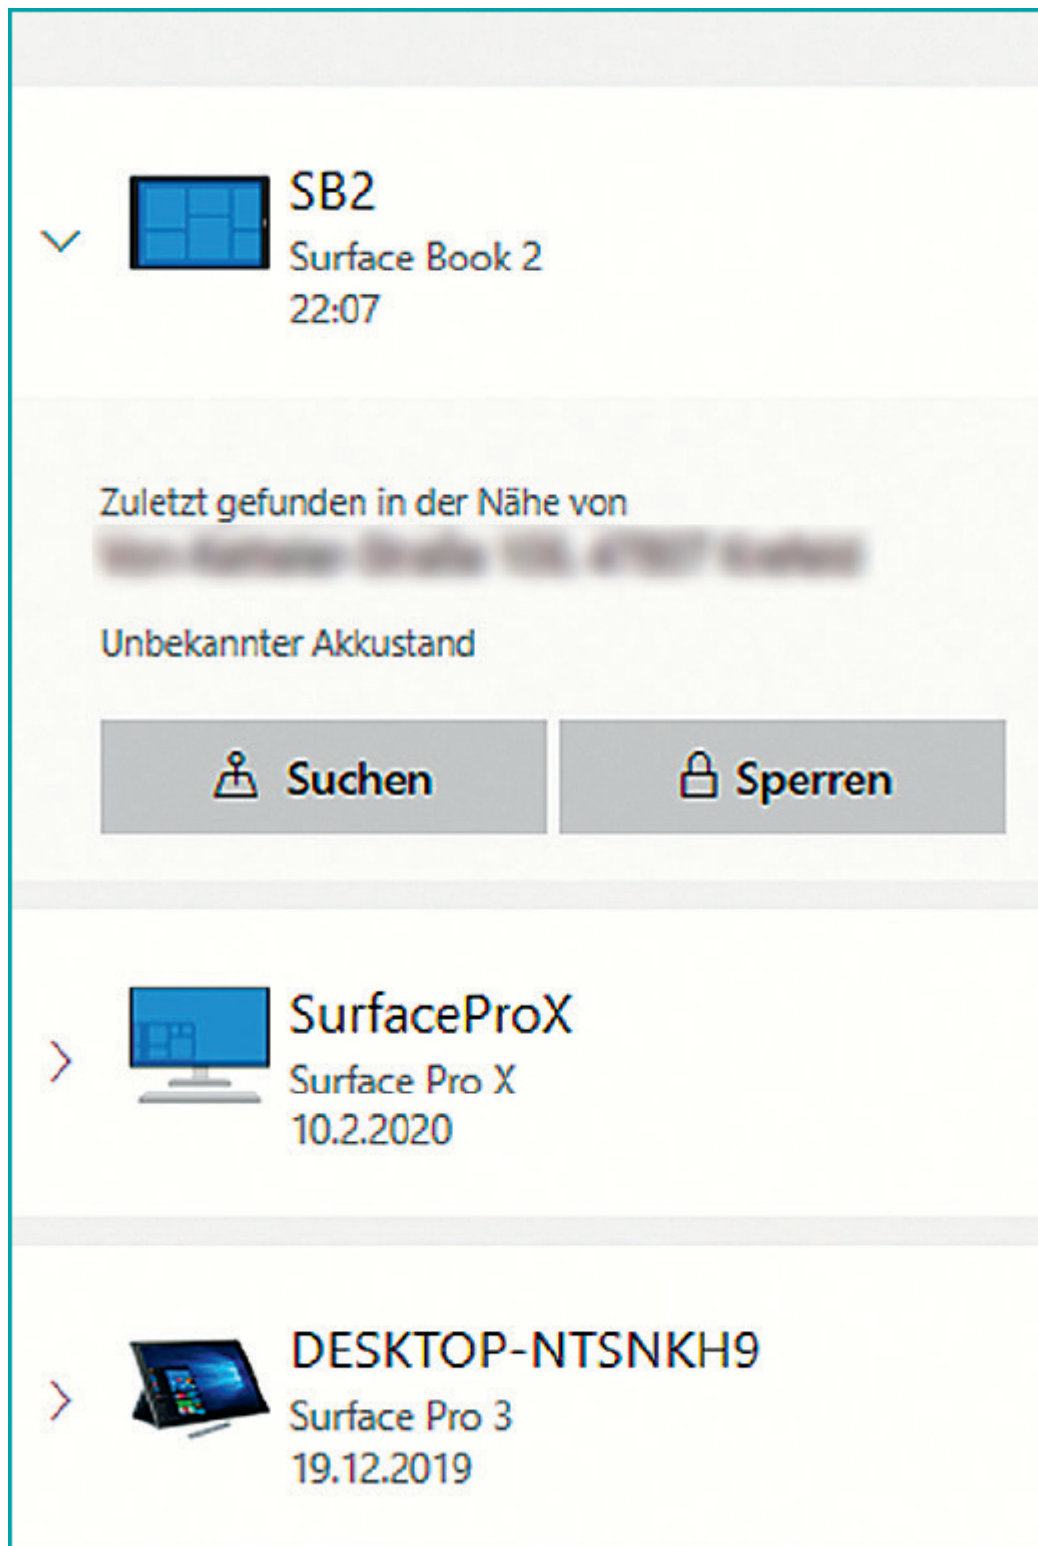 SB2
Surface Book 2
22:07
Zuletzt gefunden in der Nähe von
Unbekannter Akkustand
Suchen
Sperren
SurfaceProX
Surface Pro X
10.2.2020
DESKTOP-NTSNKH9
Surface Pro 3
19.12.2019